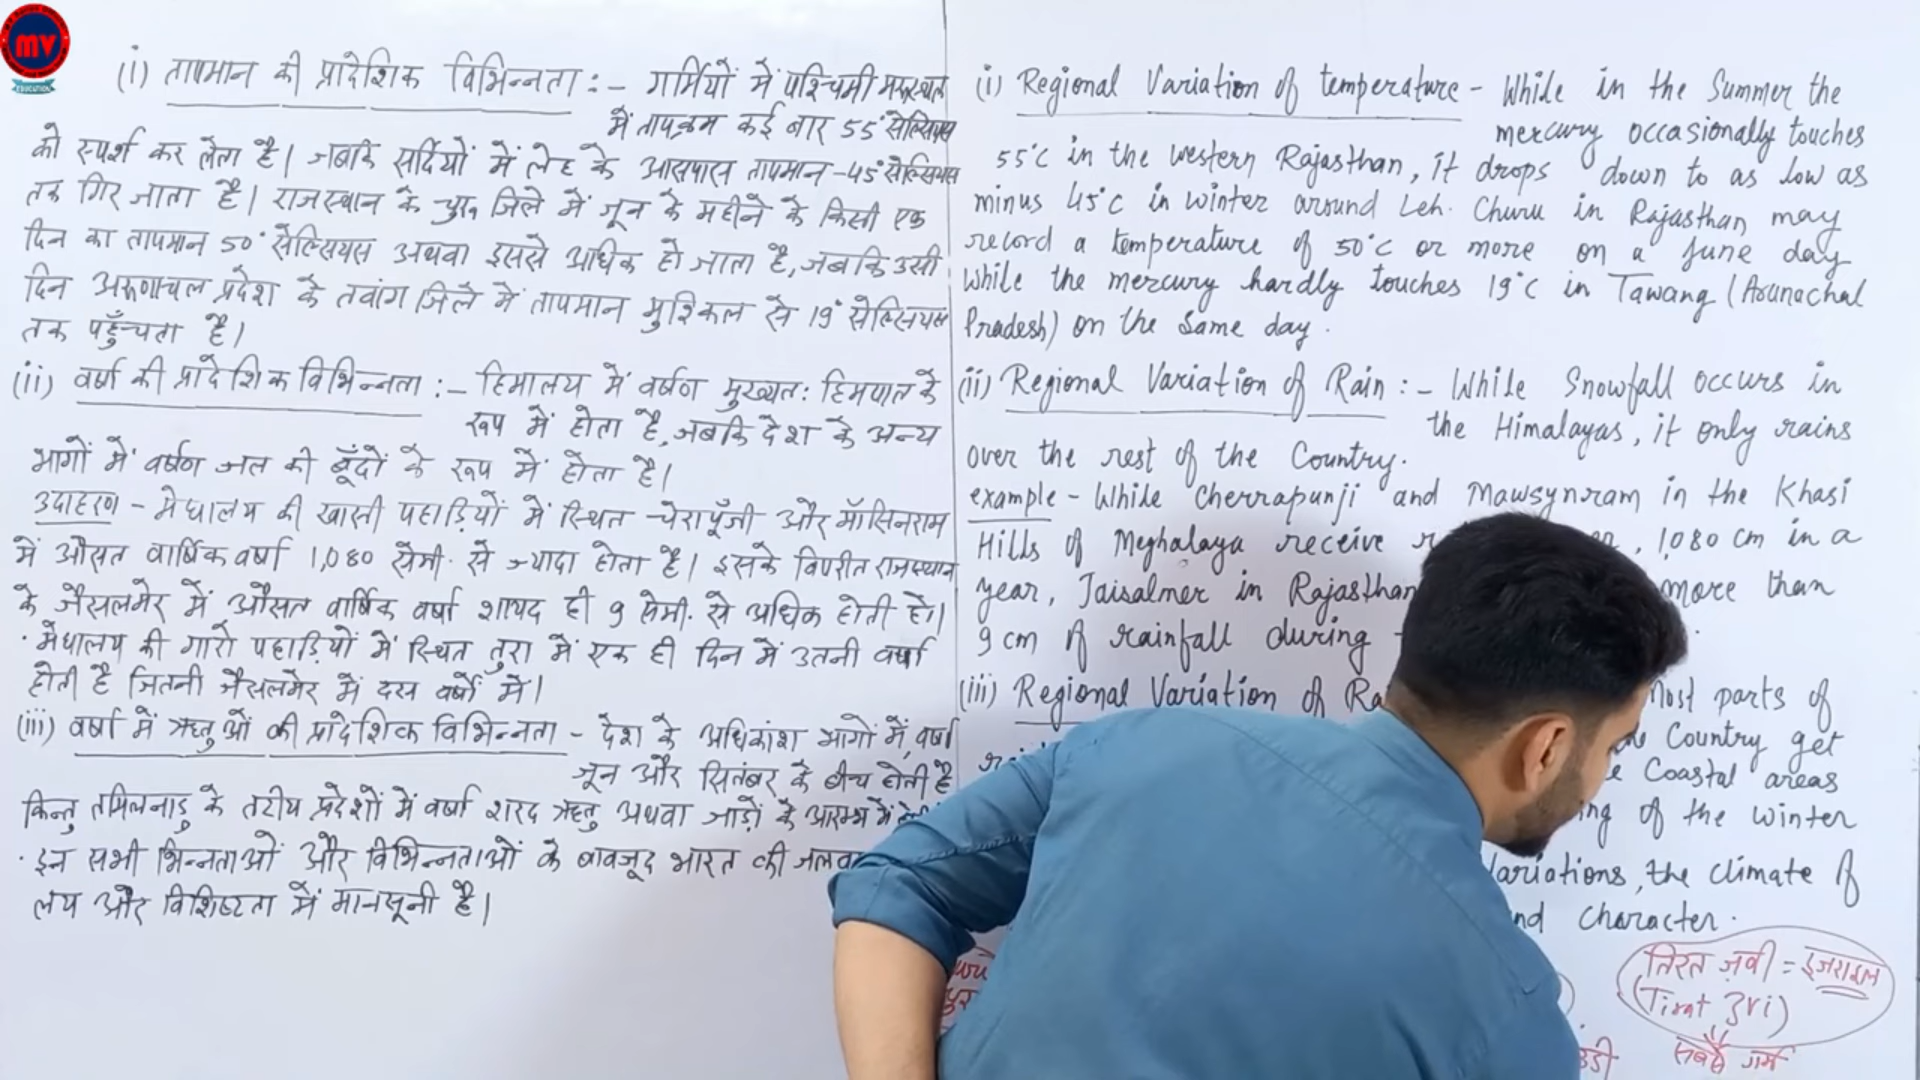 MV
EDUCATION
(i) तापमान की प्रादेशिक विभिन्नता :- गर्मियों में पश्चिमी मरुस्थल
में तापक्रम कई बार 55° सेल्सियस
को स्पर्श कर लेता है। जबकि सर्दियों में लेह के आसपास तापमान -45° सेल्सियस
तक गिर जाता है। राजस्थान के चुरू जिले में जून के महीने के किसी एक
दिन का तापमान 50° सेल्सियस अथवा इससे अधिक हो जाता है, जबकि उसी
दिन अरूणाचल प्रदेश के तवांग जिले में तापमान मुश्किल से 19° सेल्सियस
तक पहुँचता है।
(ii) वर्षा की प्रादेशिक विभिन्नता :- हिमालय में वर्षण मुख्यतः हिमपात के
रूप में होता है, जबकि देश के अन्य
भागों में वर्षण जल की बूँदों के रूप में होता है।
उदाहरण - मेघालय की खासी पहाड़ियों में स्थित चेरापूँजी और मॉसिनराम
में औसत वार्षिक वर्षा 1,080 सेमी. से ज्यादा होता है। इसके विपरीत राजस्थान
के जैसलमेर में औसत वार्षिक वर्षा शायद ही 9 सेमी. से अधिक होती हो।
· मेघालय की गारो पहाड़ियों में स्थित तुरा में एक ही दिन में उतनी वर्षा
होती है जितनी जैसलमेर में दस वर्षों में।
(iii) वर्षा में ऋतुओं की प्रादेशिक विभिन्नता - देश के अधिकांश भागों में, वर्षा
जून और सितंबर के बीच होती है
किन्तु तमिलनाडु के तटीय प्रदेशों में वर्षा शरद ऋतु अथवा जाड़ों के आरम्भ में
· इन सभी भिन्नताओं और विभिन्नताओं के बावजूद भारत की
लय और विशिष्टता में मानसूनी है।
(i) Regional Variation of temperature - While in the Summer the
mercury occasionally touches
55°C in the western Rajasthan, it drops down to as low as
minus 45°C in winter around Leh. Churu in Rajasthan may
record a temperature of 50°C or more on a June day
while the mercury hardly touches 19°C in Tawang (Arunachal
Pradesh) on the same day.
(ii) Regional Variation of Rain :- While Snowfall occurs in
the Himalayas, it only rains
over the rest of the Country.
example - While Cherrapunji and Mawsynram in the Khasi
Hills of Meghalaya receive 1,080 cm in a
year, Jaisalmer in Rajasthan more than
9 cm of rainfall during
(iii) Regional Variation of Most parts of
Country get
Coastal areas
of the winter
variations, the climate of
Character.
तिरत ज़वी = इजराइल
(Tirat Zvi)
सबसे गर्म